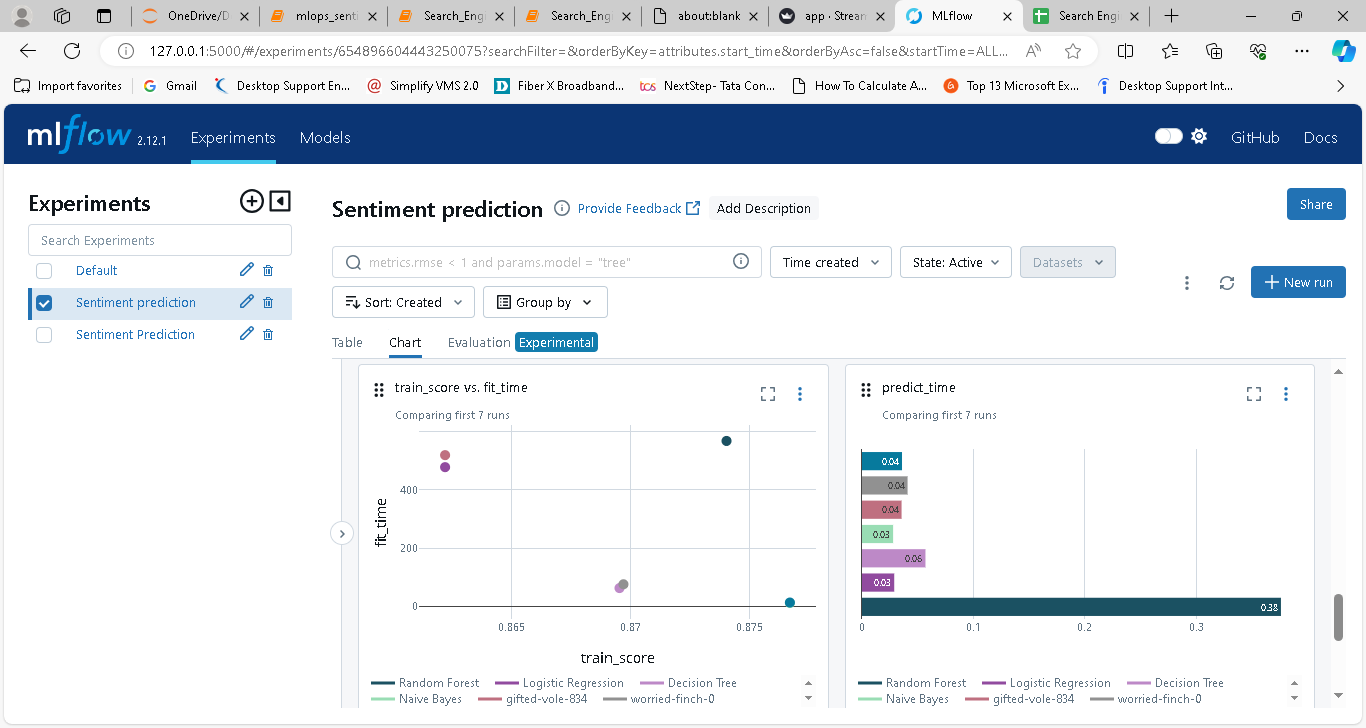 OneDrive/D
mlops_senti
Search_Eng
Search_Eng
about:blank
app · Stream
MLflow
Search Engi
127.0.0.1:5000/#/experiments/654896604443250075?searchFilter=&orderByKey=attributes.start_time&orderByAsc=false&startTime=ALL...
Import favorites
Gmail
Desktop Support En...
Simplify VMS 2.0
Fiber X Broadband...
tcs NextStep- Tata Con...
How To Calculate A...
Top 13 Microsoft Ex...
Desktop Support Int...
mlflow 2.12.1
Experiments
Models
GitHub
Docs
Experiments
Search Experiments
Default
Sentiment prediction
Sentiment Prediction
Sentiment prediction
Provide Feedback
Add Description
Share
metrics.rmse < 1 and params.model = "tree"
Time created
State: Active
Datasets
Sort: Created
Group by
New run
Table
Chart
Evaluation Experimental
train_score vs. fit_time
Comparing first 7 runs
fit_time
400
200
0
0.865
0.87
0.875
train_score
Random Forest
Logistic Regression
Decision Tree
Naive Bayes
gifted-vole-834
worried-finch-0
predict_time
Comparing first 7 runs
0.04
0.04
0.04
0.03
0.06
0.03
0.38
0
0.1
0.2
0.3
Random Forest
Logistic Regression
Decision Tree
Naive Bayes
gifted-vole-834
worried-finch-0